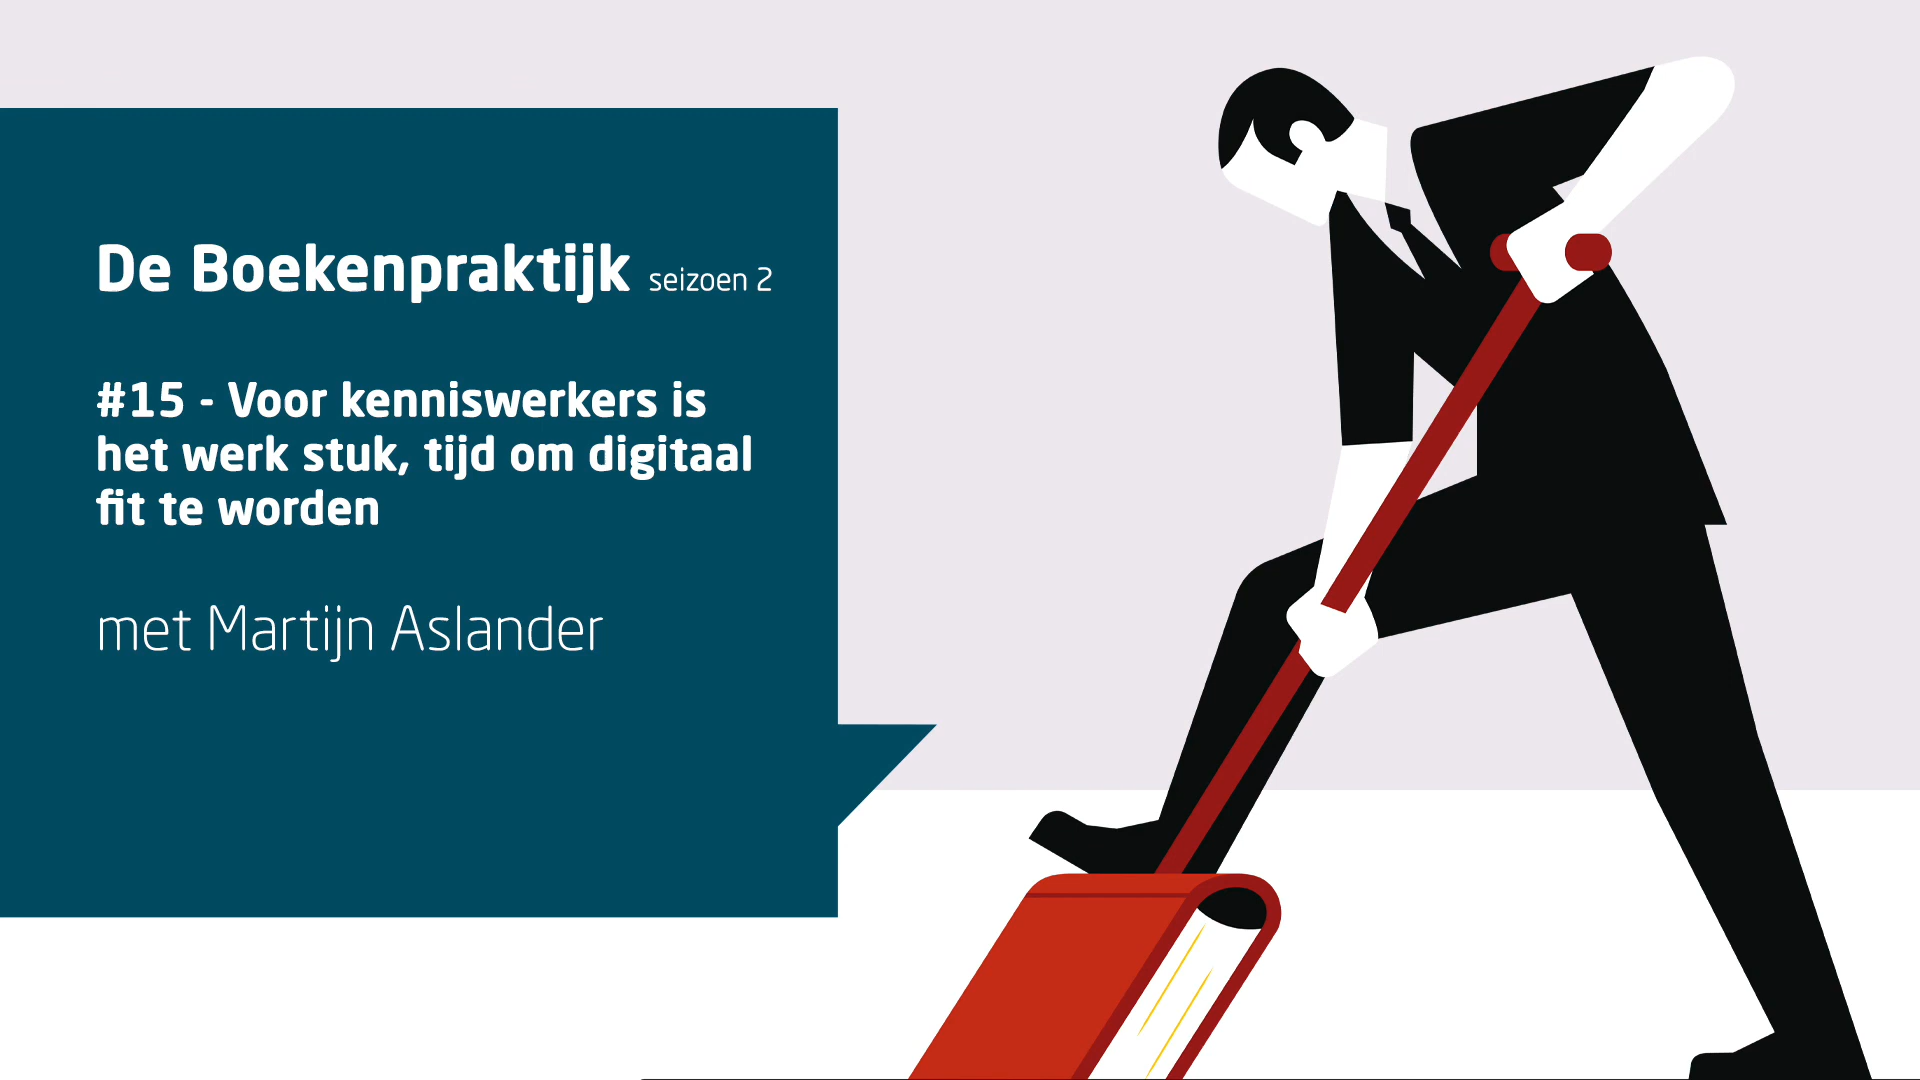 De Boekenpraktijk seizoen 2
#15 - Voor kenniswerkers is
het werk stuk, tijd om digitaal
fit te worden
met Martijn Aslander